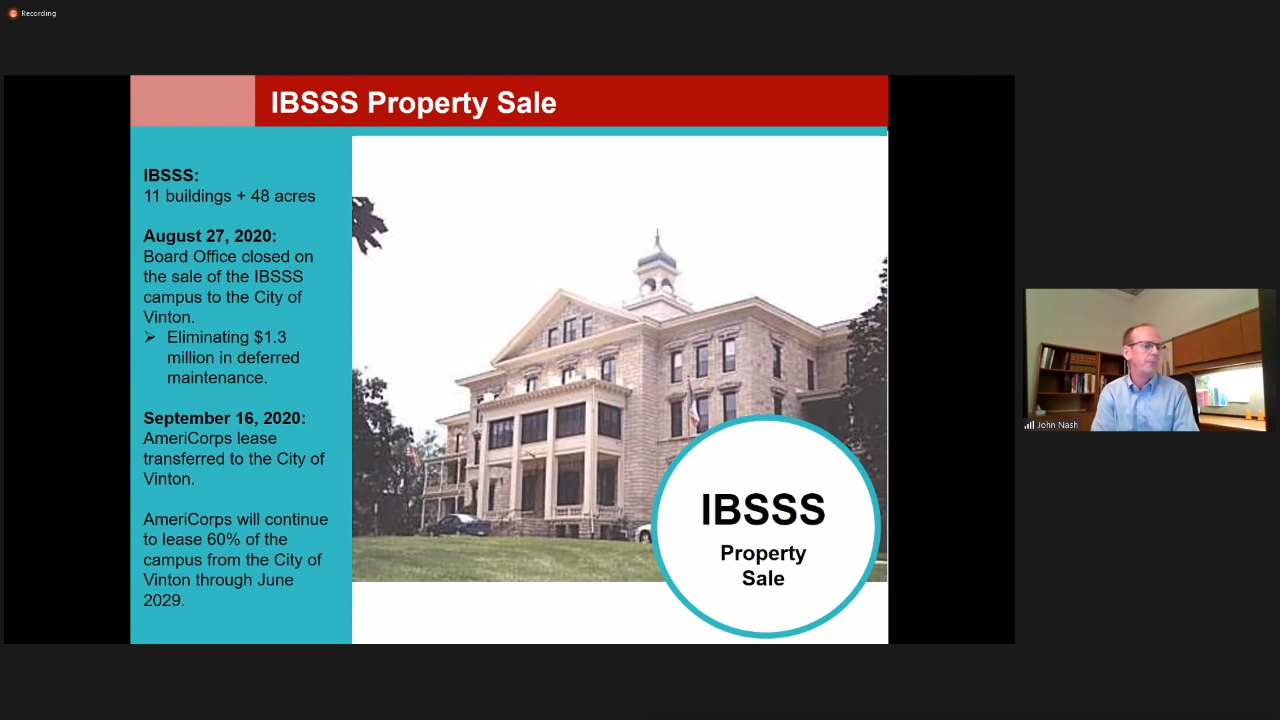 Recording
IBSSS Property Sale
IBSSS:
11 buildings + 48 acres
August 27, 2020:
Board Office closed on
the sale of the IBSSS
campus to the City of
Vinton.
➢ Eliminating $1.3
million in deferred
maintenance.
September 16, 2020:
AmeriCorps lease
transferred to the City of
Vinton.
AmeriCorps will continue
to lease 60% of the
campus from the City of
Vinton through June
2029.
IBSSS
Property
Sale
John Nash